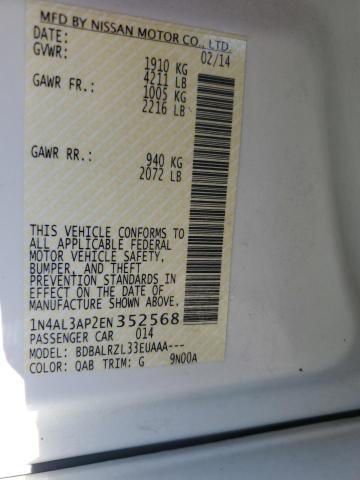 MFD BY NISSAN MOTOR CO., LTD.
DATE: 02/14
GVWR: 1910 KG
4211 LB
GAWR FR.: 1005 KG
2216 LB
GAWR RR.: 940 KG
2072 LB
THIS VEHICLE CONFORMS TO
ALL APPLICABLE FEDERAL
MOTOR VEHICLE SAFETY,
BUMPER, AND THEFT
PREVENTION STANDARDS IN
EFFECT ON THE DATE OF
MANUFACTURE SHOWN ABOVE.
1N4AL3AP2EN352568
PASSENGER CAR 014
MODEL: BDBALRZL33EUAAA---
COLOR: QAB TRIM: G 9N00A